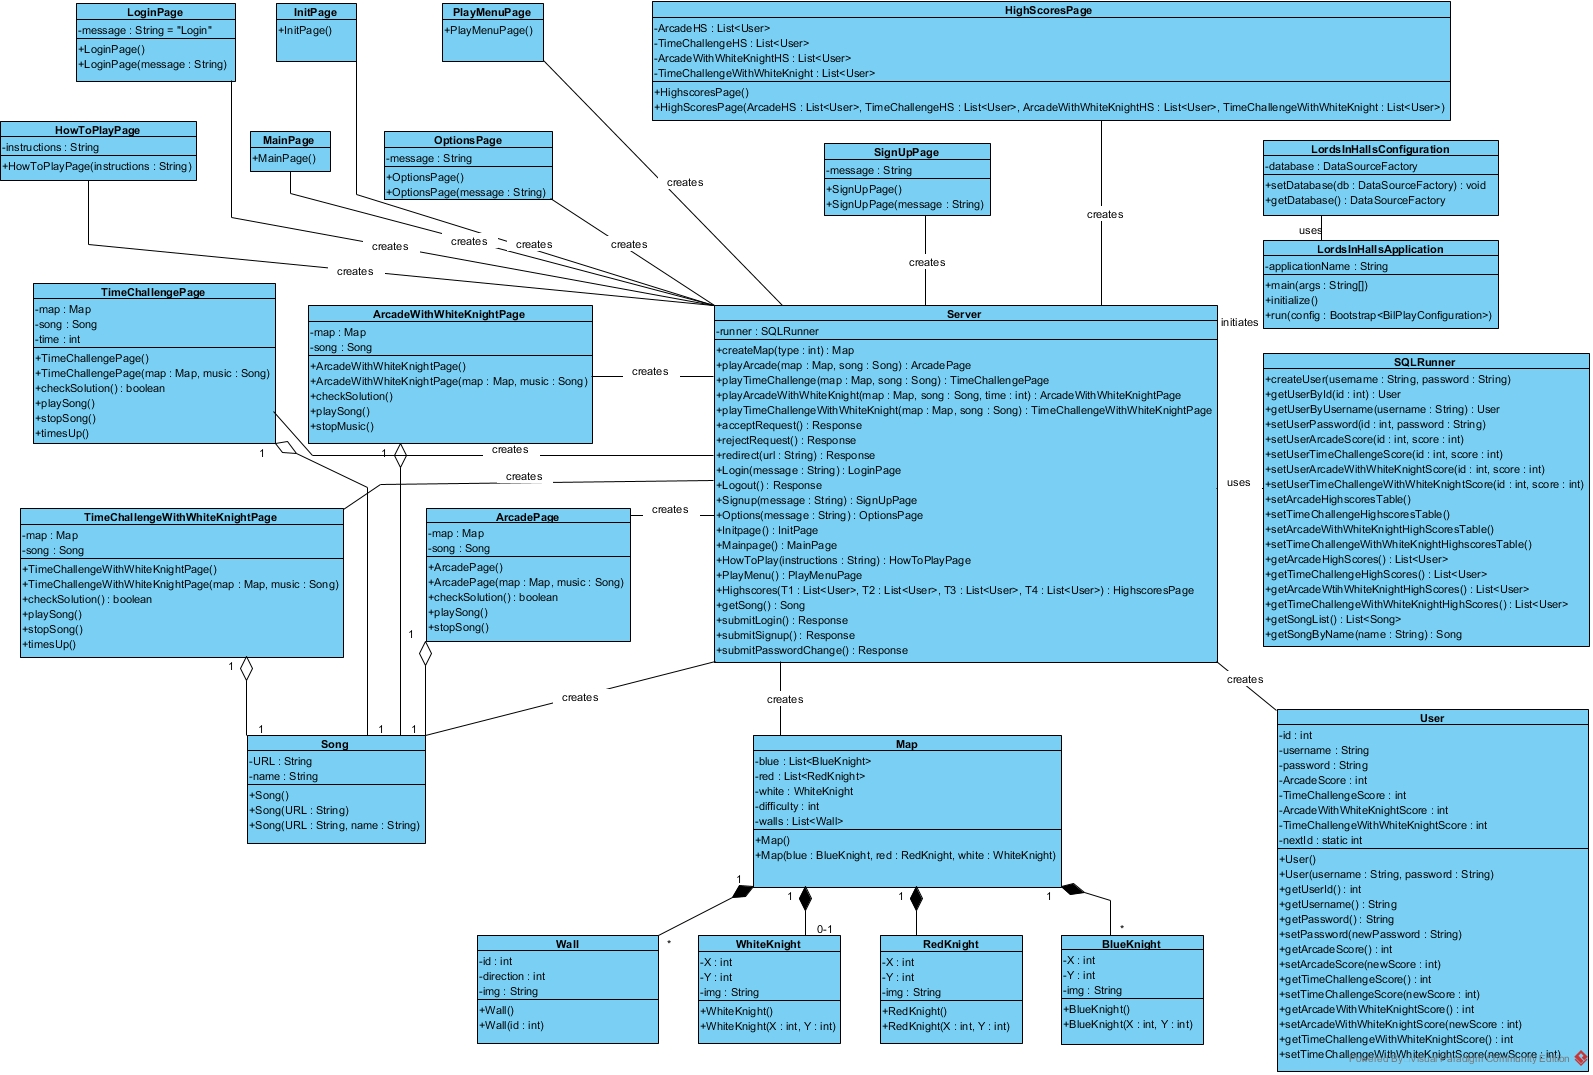 LoginPage
-message : String = "Login"
+LoginPage()
+LoginPage(message : String)
InitPage
+InitPage()
PlayMenuPage
+PlayMenuPage()
HighScoresPage
-ArcadeHS : List<User>
-TimeChallengeHS : List<User>
-ArcadeWithWhiteKnightHS : List<User>
-TimeChallengeWithWhiteKnight : List<User>
+HighscoresPage()
+HighScoresPage(ArcadeHS : List<User>, TimeChallengeHS : List<User>, ArcadeWithWhiteKnightHS : List<User>, TimeChallengeWithWhiteKnight : List<User>)
HowToPlayPage
-instructions : String
+HowToPlayPage(instructions : String)
MainPage
+MainPage()
OptionsPage
-message : String
+OptionsPage()
+OptionsPage(message : String)
SignUpPage
-message : String
+SignUpPage()
+SignUpPage(message : String)
LordsInHallsConfiguration
-database : DataSourceFactory
+setDatabase(db : DataSourceFactory) : void
+getDatabase() : DataSourceFactory
uses
LordsInHallsApplication
-applicationName : String
+main(args : String[])
+initialize()
+run(config : Bootstrap<BilPlayConfiguration>)
creates
creates
creates
creates
creates
creates
creates
creates
creates
initiates
TimeChallengePage
-map : Map
-song : Song
-time : int
+TimeChallengePage()
+TimeChallengePage(map : Map, music : Song)
+checkSolution() : boolean
+playSong()
+stopSong()
+timesUp()
1
ArcadeWithWhiteKnightPage
-map : Map
-song : Song
+ArcadeWithWhiteKnightPage()
+ArcadeWithWhiteKnightPage(map : Map, music : Song)
+checkSolution()
+playSong()
+stopMusic()
1
creates
creates
creates
creates
Server
-runner : SQLRunner
+createMap(type : int) : Map
+playArcade(map : Map, song : Song) : ArcadePage
+playTimeChallenge(map : Map, song : Song) : TimeChallengePage
+playArcadeWithWhiteKnight(map : Map, song : Song, time : int) : ArcadeWithWhiteKnightPage
+playTimeChallengeWithWhiteKnight(map : Map, song : Song) : TimeChallengeWithWhiteKnightPage
+acceptRequest() : Response
+rejectRequest() : Response
+redirect(url : String) : Response
+Login(message : String) : LoginPage
+Logout() : Response
+Signup(message : String) : SignUpPage
+Options(message : String) : OptionsPage
+Initpage() : InitPage
+Mainpage() : MainPage
+HowToPlay(instructions : String) : HowToPlayPage
+PlayMenu() : PlayMenuPage
+Highscores(T1 : List<User>, T2 : List<User>, T3 : List<User>, T4 : List<User>) : HighscoresPage
+getSong() : Song
+submitLogin() : Response
+submitSignup() : Response
+submitPasswordChange() : Response
uses
SQLRunner
+createUser(username : String, password : String)
+getUserById(id : int) : User
+getUserByUsername(username : String) : User
+setUserPassword(id : int, password : String)
+setUserArcadeScore(id : int, score : int)
+setUserTimeChallengeScore(id : int, score : int)
+setUserArcadeWithWhiteKnightScore(id : int, score : int)
+setUserTimeChallengeWithWhiteKnightScore(id : int, score : int)
+setArcadeHighscoresTable()
+setTimeChallengeHighscoresTable()
+setArcadeWithWhiteKnightHighScoresTable()
+setTimeChallengeWithWhiteKnightHighscoresTable()
+getArcadeHighScores() : List<User>
+getTimeChallengeHighScores() : List<User>
+getArcadeWtihWhiteKnightHighScores() : List<User>
+getTimeChallengeWithWhiteKnightHighScores() : List<User>
+getSongList() : List<Song>
+getSongByName(name : String) : Song
TimeChallengeWithWhiteKnightPage
-map : Map
-song : Song
+TimeChallengeWithWhiteKnightPage()
+TimeChallengeWithWhiteKnightPage(map : Map, music : Song)
+checkSolution() : boolean
+playSong()
+stopSong()
+timesUp()
1
ArcadePage
-map : Map
-song : Song
+ArcadePage()
+ArcadePage(map : Map, music : Song)
+checkSolution() : boolean
+playSong()
+stopSong()
1
1
1
1
creates
creates
creates
Song
-URL : String
-name : String
+Song()
+Song(URL : String)
+Song(URL : String, name : String)
Map
-blue : List<BlueKnight>
-red : List<RedKnight>
-white : WhiteKnight
-difficulty : int
-walls : List<Wall>
+Map()
+Map(blue : BlueKnight, red : RedKnight, white : WhiteKnight)
1
1
1
1
*
0-1
*
Wall
-id : int
-direction : int
-img : String
+Wall()
+Wall(id : int)
WhiteKnight
-X : int
-Y : int
-img : String
+WhiteKnight()
+WhiteKnight(X : int, Y : int)
RedKnight
-X : int
-Y : int
-img : String
+RedKnight()
+RedKnight(X : int, Y : int)
BlueKnight
-X : int
-Y : int
-img : String
+BlueKnight()
+BlueKnight(X : int, Y : int)
User
-id : int
-username : String
-password : String
-ArcadeScore : int
-TimeChallengeScore : int
-ArcadeWithWhiteKnightScore : int
-TimeChallengeWithWhiteKnightScore : int
-nextId : static int
+User()
+User(username : String, password : String)
+getUserId() : int
+getUsername() : String
+getPassword() : String
+setPassword(newPassword : String)
+getArcadeScore() : int
+setArcadeScore(newScore : int)
+getTimeChallengeScore() : int
+setTimeChallengeScore(newScore : int)
+getArcadeWithWhiteKnightScore() : int
+setArcadeWithWhiteKnightScore(newScore : int)
+getTimeChallengeWithWhiteKnightScore() : int
+setTimeChallengeWithWhiteKnightScore(newScore : int)
Powered By Visual Paradigm Community Edition